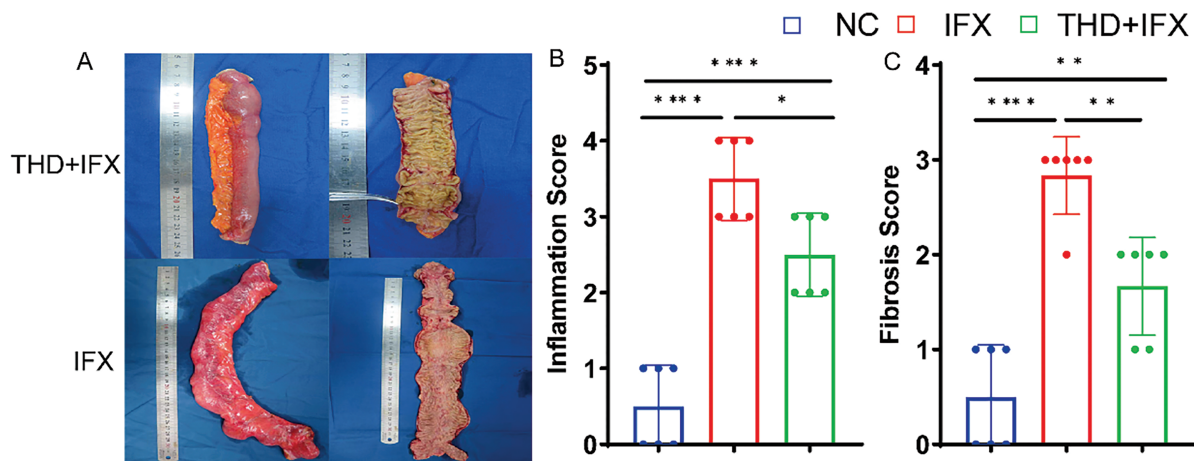 NC IFX THD+IFX
A
THD+IFX
IFX
B
Inflammation Score
5
4
3
2
1
0
* ** *
* ** *
*
C
Fibrosis Score
4
3
2
1
0
* *
* ** *
* *